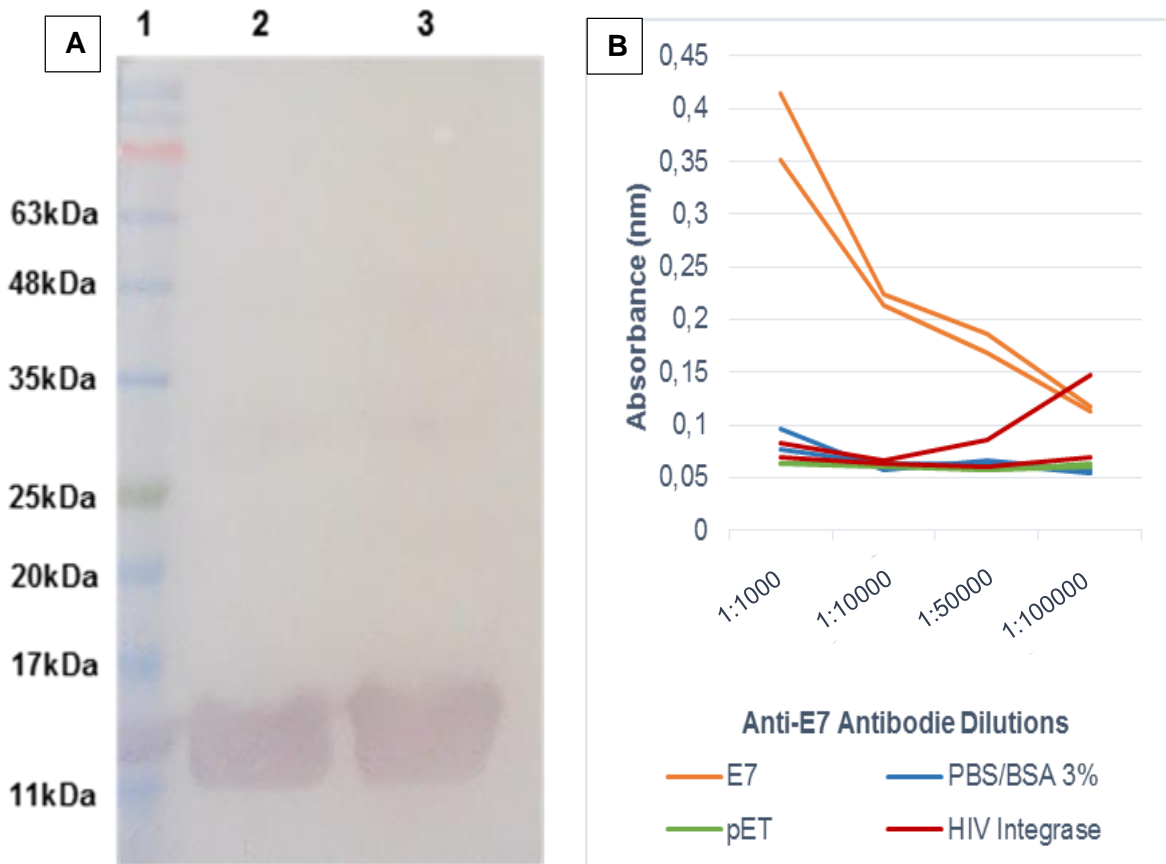 A
1 2 3
63kDa
48kDa
35kDa
25kDa
20kDa
17kDa
11kDa
B
Absorbance (nm)
0,45
0,4
0,35
0,3
0,25
0,2
0,15
0,1
0,05
0
1:1000 1:10000 1:50000 1:100000
Anti-E7 Antibodie Dilutions
E7 PBS/BSA 3%
pET HIV Integrase